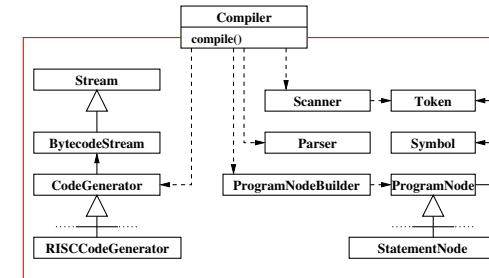 Compiler
compile()
Stream
Scanner
Token
BytecodeStream
Parser
Symbol
CodeGenerator
ProgramNodeBuilder
ProgramNode
RISCCodeGenerator
StatementNode